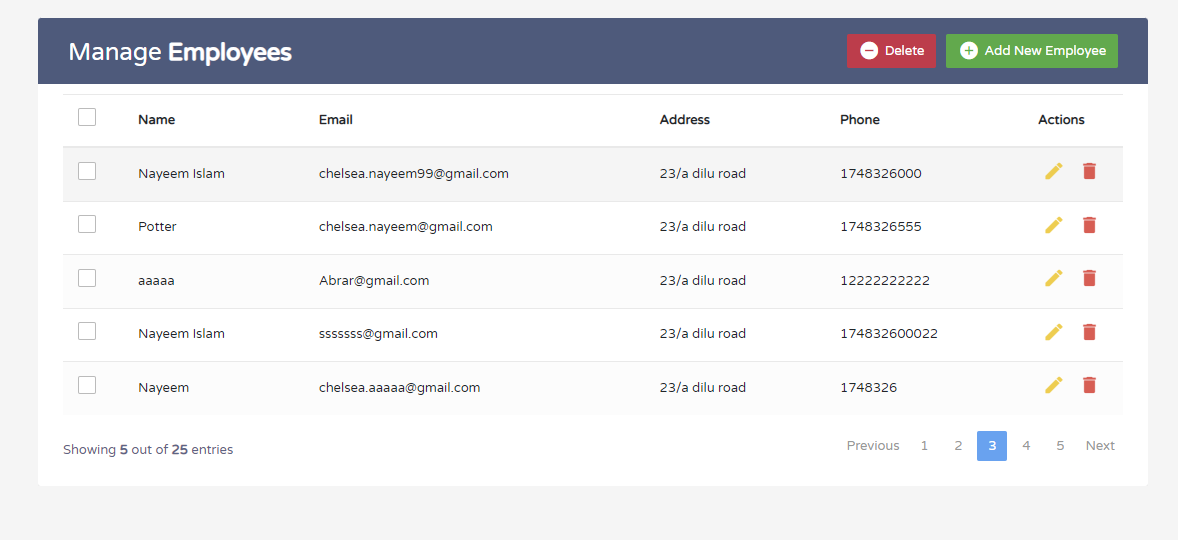 Manage Employees Delete Add New Employee
Name Email Address Phone Actions
Nayeem Islam chelsea.nayeem99@gmail.com 23/a dilu road 1748326000
Potter chelsea.nayeem@gmail.com 23/a dilu road 1748326555
aaaaa Abrar@gmail.com 23/a dilu road 12222222222
Nayeem Islam sssssss@gmail.com 23/a dilu road 174832600022
Nayeem chelsea.aaaaa@gmail.com 23/a dilu road 1748326
Showing 5 out of 25 entries Previous 1 2 3 4 5 Next